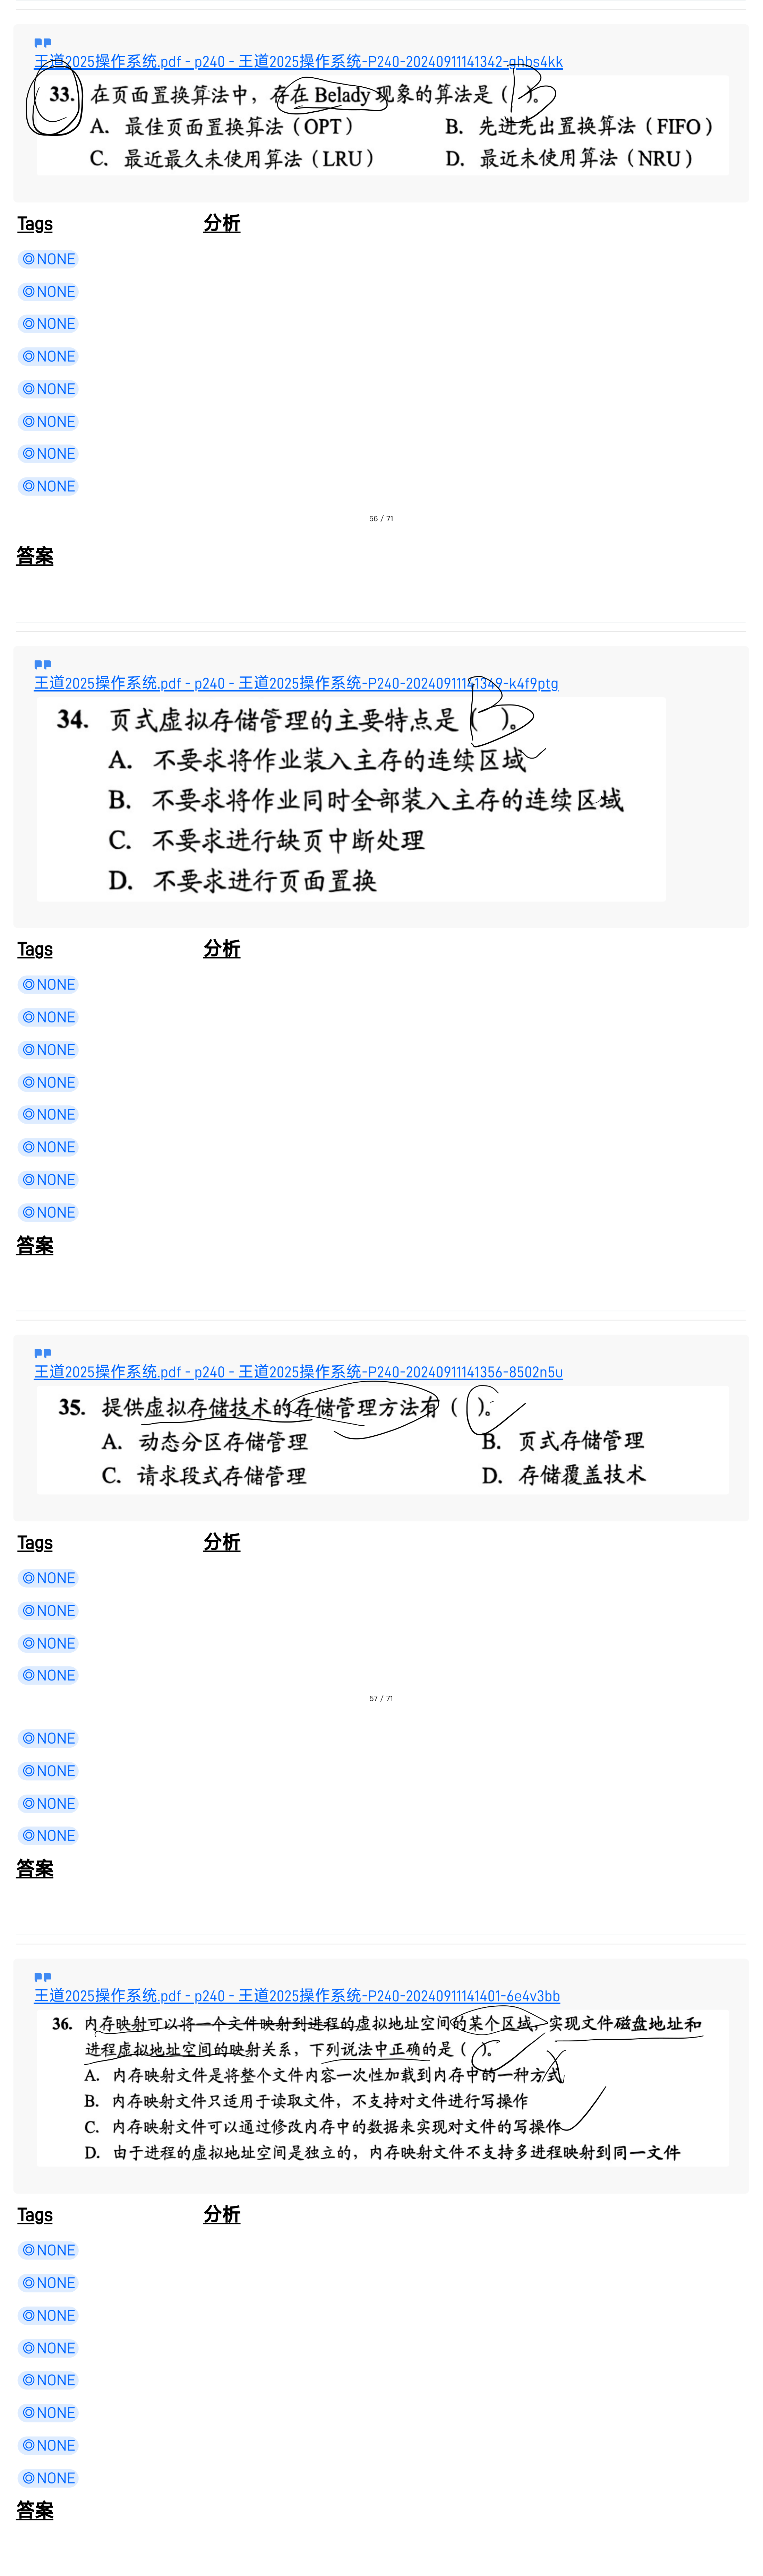 王道2025操作系统.pdf - p240 - 王道2025操作系统-P240-20240911141342-qhbs4kk
33. 在页面置换算法中，存在 Belady 现象的算法是（B）。
A. 最佳页面置换算法（OPT） B. 先进先出置换算法（FIFO）
C. 最近最久未使用算法（LRU） D. 最近未使用算法（NRU）
Tags 分析
◎NONE
◎NONE
◎NONE
◎NONE
◎NONE
◎NONE
◎NONE
◎NONE
56 / 71
答案
王道2025操作系统.pdf - p240 - 王道2025操作系统-P240-20240911141349-k4f9ptg
34. 页式虚拟存储管理的主要特点是（B）。
A. 不要求将作业装入主存的连续区域
B. 不要求将作业同时全部装入主存的连续区域
C. 不要求进行缺页中断处理
D. 不要求进行页面置换
Tags 分析
◎NONE
◎NONE
◎NONE
◎NONE
◎NONE
◎NONE
◎NONE
◎NONE
答案
王道2025操作系统.pdf - p240 - 王道2025操作系统-P240-20240911141356-8502n5u
35. 提供虚拟存储技术的存储管理方法有（C）。
A. 动态分区存储管理 B. 页式存储管理
C. 请求段式存储管理 D. 存储覆盖技术
Tags 分析
◎NONE
◎NONE
◎NONE
◎NONE
57 / 71
◎NONE
◎NONE
◎NONE
◎NONE
答案
王道2025操作系统.pdf - p240 - 王道2025操作系统-P240-20240911141401-6e4v3bb
36. 内存映射可以将一个文件映射到进程的虚拟地址空间的某个区域，实现文件磁盘地址和
进程虚拟地址空间的映射关系，下列说法中正确的是（C）。
A. 内存映射文件是将整个文件内容一次性加载到内存中的一种方式
B. 内存映射文件只适用于读取文件，不支持对文件进行写操作
C. 内存映射文件可以通过修改内存中的数据来实现对文件的写操作
D. 由于进程的虚拟地址空间是独立的，内存映射文件不支持多进程映射到同一文件
Tags 分析
◎NONE
◎NONE
◎NONE
◎NONE
◎NONE
◎NONE
◎NONE
◎NONE
答案